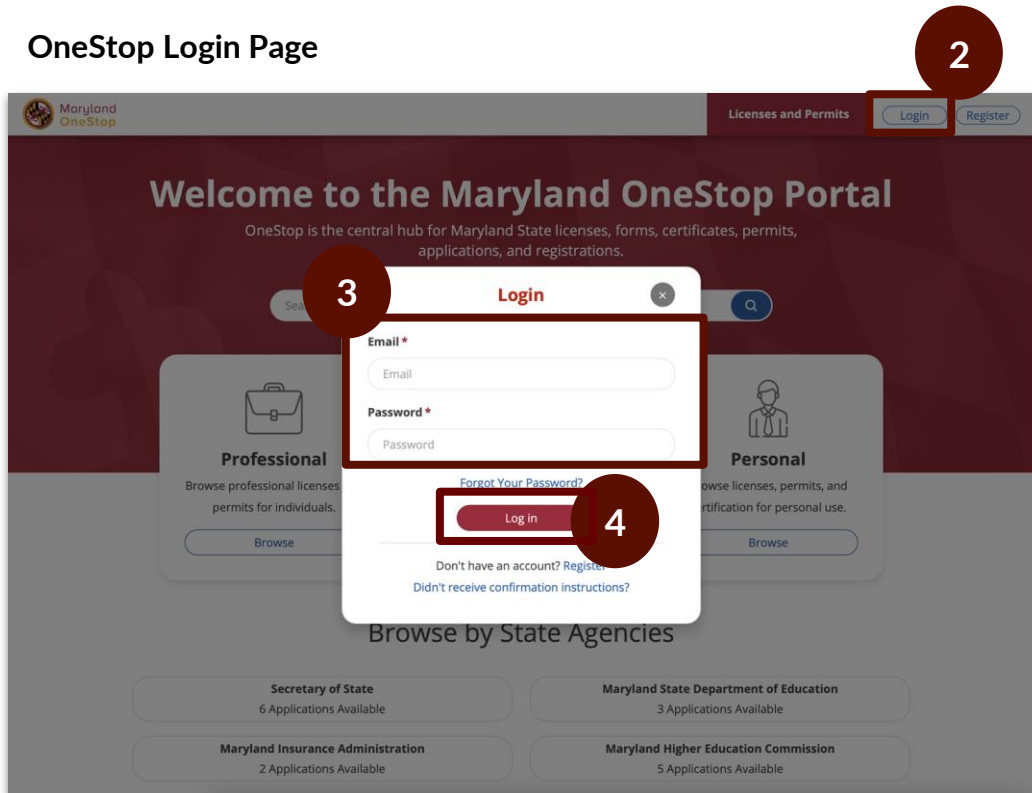 OneStop Login Page
2
Maryland
OneStop
Licenses and Permits
Login
Register
Welcome to the Maryland OneStop Portal
OneStop is the central hub for Maryland State licenses, forms, certificates, permits,
applications, and registrations.
3
Login
Email *
Email
Password *
Password
Forgot Your Password?
Log in
4
Don't have an account? Register
Didn't receive confirmation instructions?
Professional
Browse professional licenses
permits for individuals.
Browse
Personal
licenses, permits, and
for personal use.
Browse
Browse by State Agencies
Secretary of State
6 Applications Available
Maryland State Department of Education
3 Applications Available
Maryland Insurance Administration
2 Applications Available
Maryland Higher Education Commission
5 Applications Available